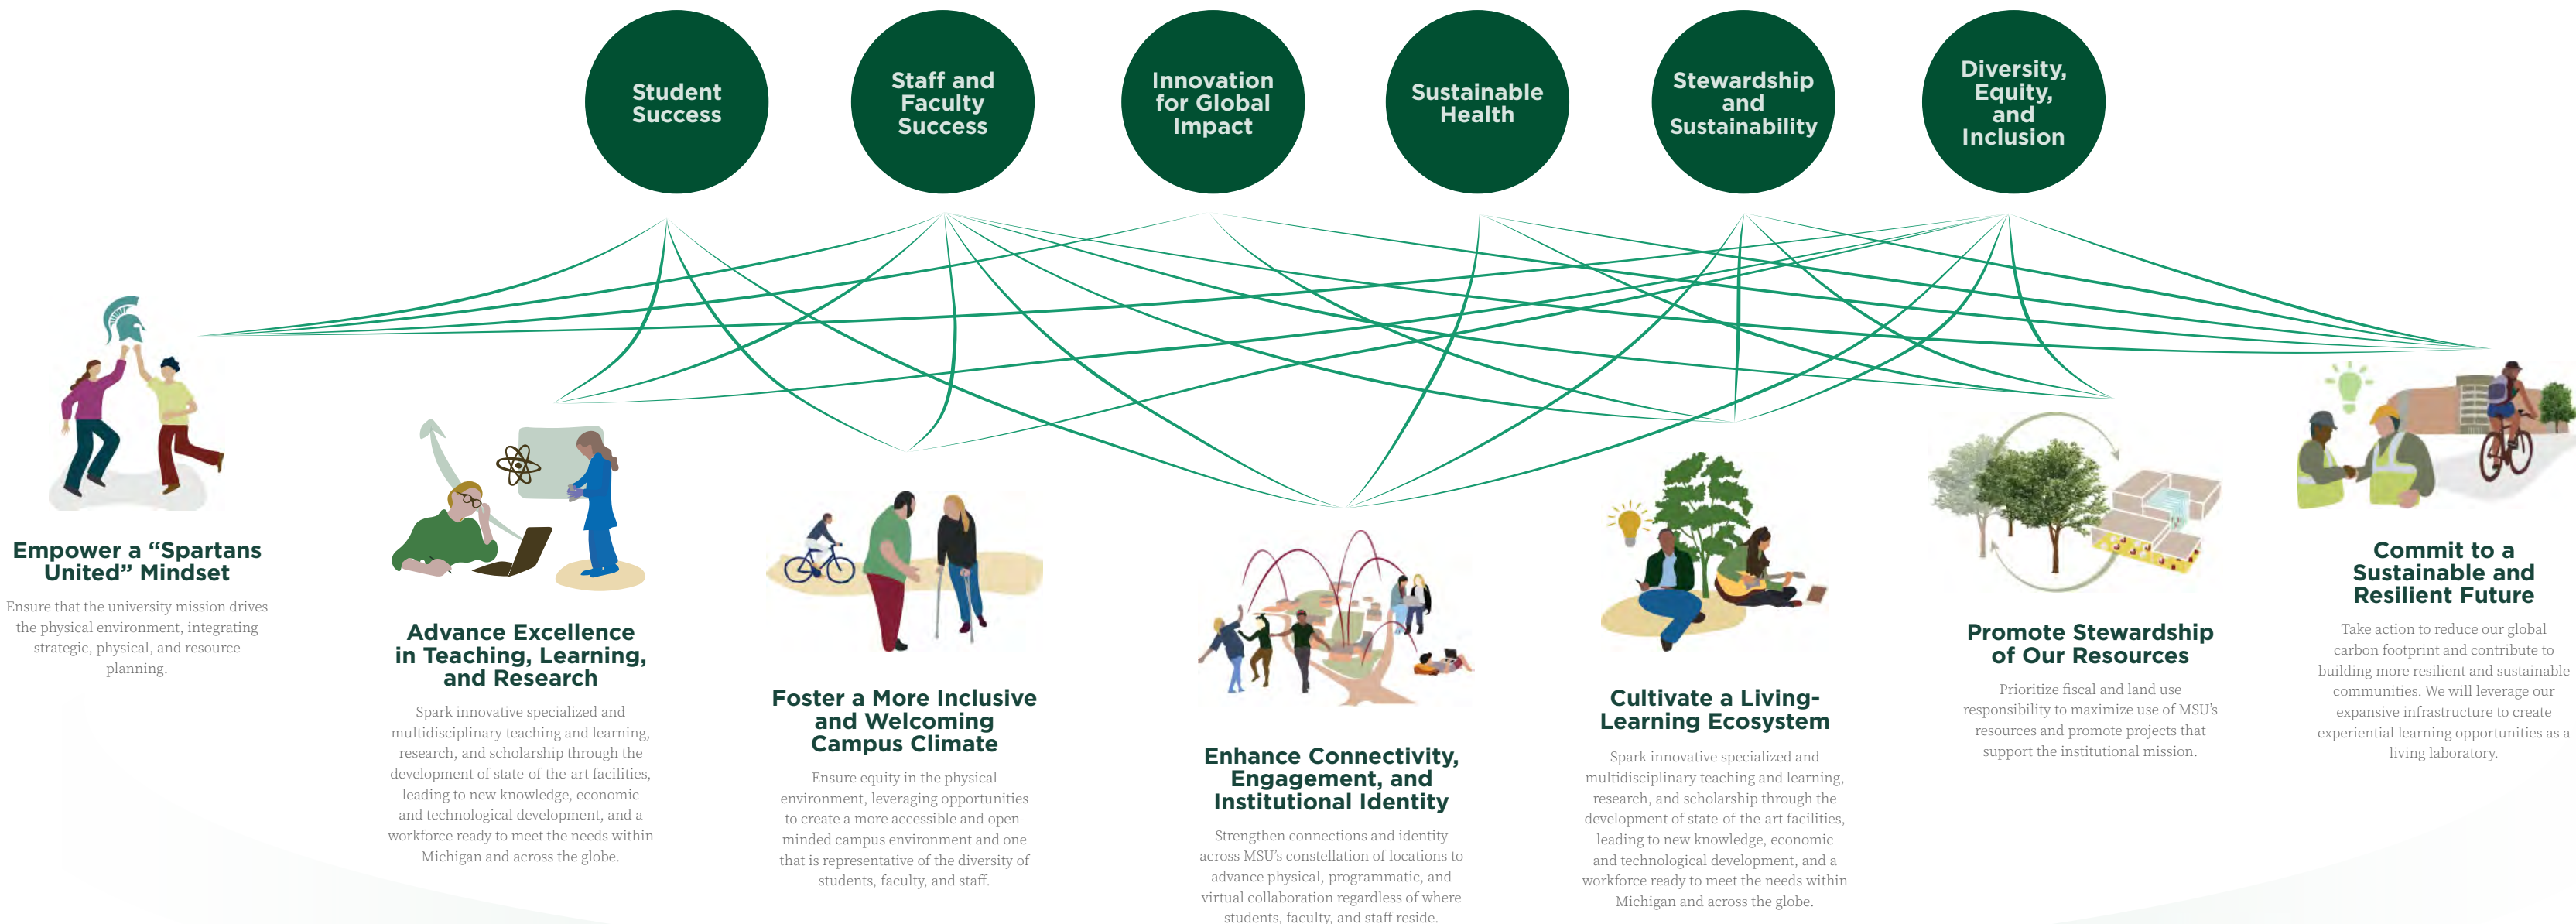 Student
Success
Staff and
Faculty
Success
Innovation
for Global
Impact
Sustainable
Health
Stewardship
and
Sustainability
Diversity,
Equity,
and
Inclusion
Empower a “Spartans
United” Mindset
Ensure that the university mission drives
the physical environment, integrating
strategic, physical, and resource
planning.
Advance Excellence
in Teaching, Learning,
and Research
Spark innovative specialized and
multidisciplinary teaching and learning,
research, and scholarship through the
development of state-of-the-art facilities,
leading to new knowledge, economic
and technological development, and a
workforce ready to meet the needs within
Michigan and across the globe.
Foster a More Inclusive
and Welcoming
Campus Climate
Ensure equity in the physical
environment, leveraging opportunities
to create a more accessible and open-
minded campus environment and one
that is representative of the diversity of
students, faculty, and staff.
Enhance Connectivity,
Engagement, and
Institutional Identity
Strengthen connections and identity
across MSU’s constellation of locations to
advance physical, programmatic, and
virtual collaboration regardless of where
students, faculty, and staff reside.
Cultivate a Living-
Learning Ecosystem
Spark innovative specialized and
multidisciplinary teaching and learning,
research, and scholarship through the
development of state-of-the-art facilities,
leading to new knowledge, economic
and technological development, and a
workforce ready to meet the needs within
Michigan and across the globe.
Promote Stewardship
of Our Resources
Prioritize fiscal and land use
responsibility to maximize use of MSU’s
resources and promote projects that
support the institutional mission.
Commit to a
Sustainable and
Resilient Future
Take action to reduce our global
carbon footprint and contribute to
building more resilient and sustainable
communities. We will leverage our
expansive infrastructure to create
experiential learning opportunities as a
living laboratory.